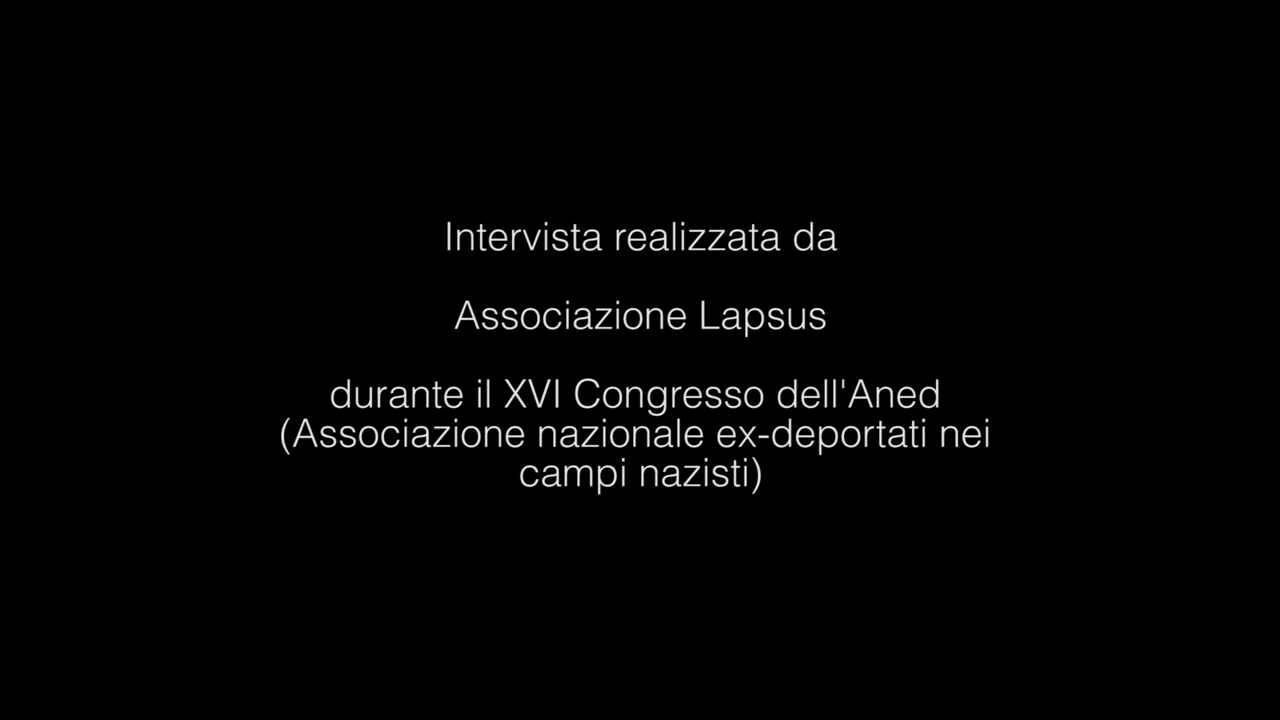 Intervista realizzata da
Associazione Lapsus
durante il XVI Congresso dell'Aned
(Associazione nazionale ex-deportati nei
campi nazisti)